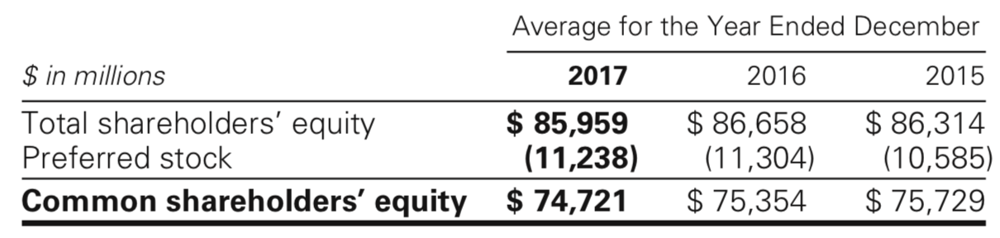 Average for the Year Ended December
$ in millions 2017 2016 2015
Total shareholders’ equity $ 85,959 $ 86,658 $ 86,314
Preferred stock (11,238) (11,304) (10,585)
Common shareholders’ equity $ 74,721 $ 75,354 $ 75,729